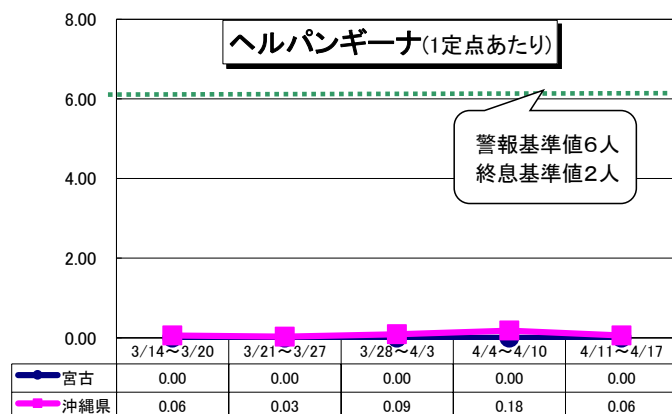 ヘルパンギーナ(1定点あたり)
8.00
6.00
4.00
2.00
0.00
警報基準値6人
終息基準値2人
3/14～3/20 3/21～3/27 3/28～4/3 4/4～4/10 4/11～4/17
宮古 0.00 0.00 0.00 0.00 0.00
沖縄県 0.06 0.03 0.09 0.18 0.06